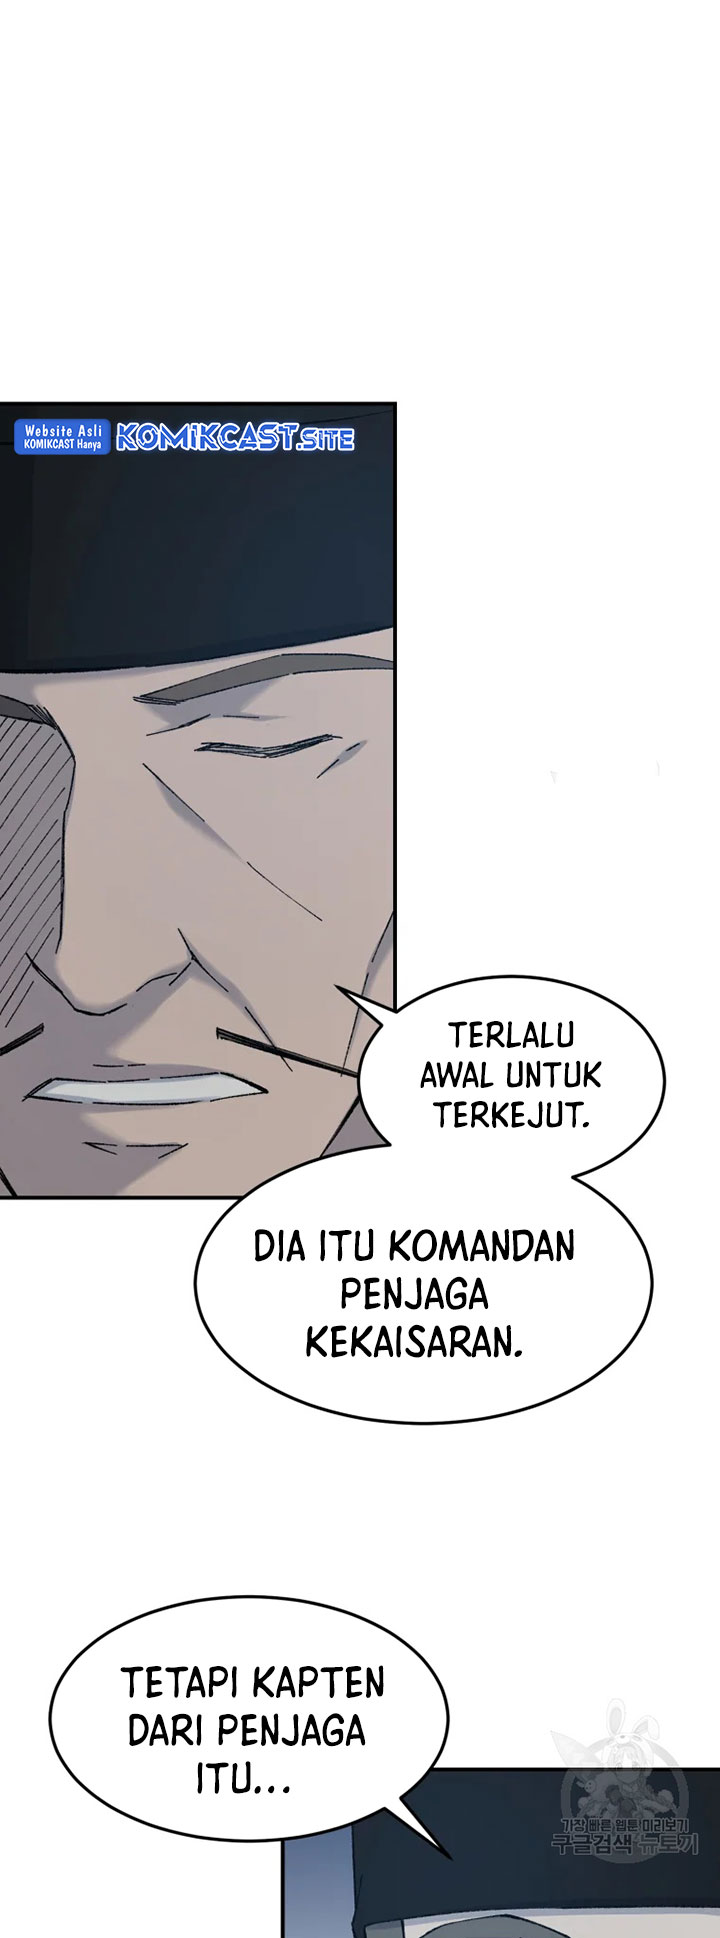 Website Asli
KOMIKCAST Hanya
KOMIKCAST.SITE
TERLALU
AWAL UNTUK
TERKEJUT.
DIA ITU KOMANDAN
PENJAGA
KEKAISARAN.
TETAPI KAPTEN
DARI PENJAGA
ITU...
가장 빠른 웹툰 미리보기
구글검색 뉴토끼